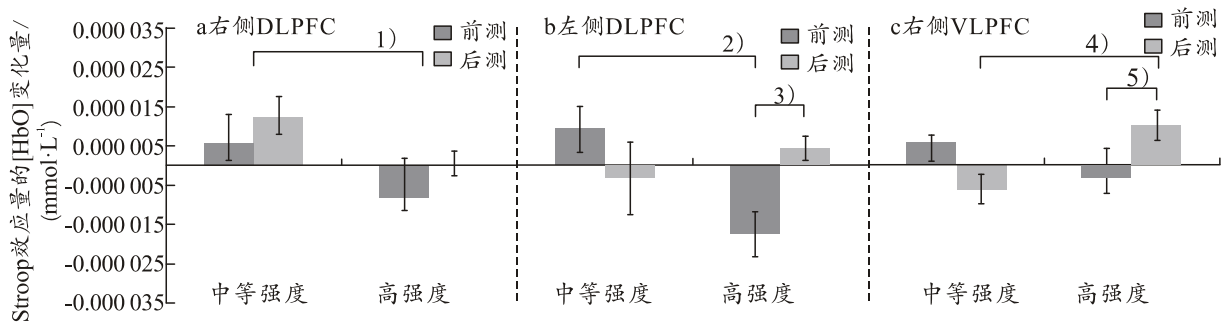 Stroop效应量的[HbO]变化量/
(mmol·L⁻¹)
0.000 035
0.000 025
0.000 015
0.000 005
-0.000 005
-0.000 015
-0.000 025
-0.000 035
a右侧DLPFC
1)
前测
后测
中等强度
高强度
b左侧DLPFC
2)
3)
前测
后测
中等强度
高强度
c右侧VLPFC
4)
5)
前测
后测
中等强度
高强度